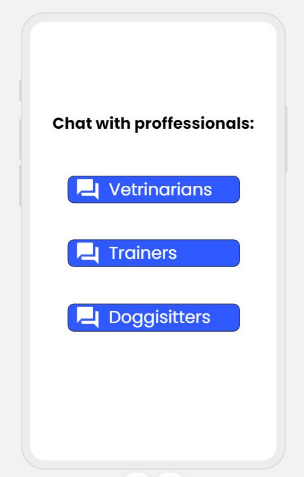 Chat with proffessionals:
Vetrinarians
Trainers
Doggisitters